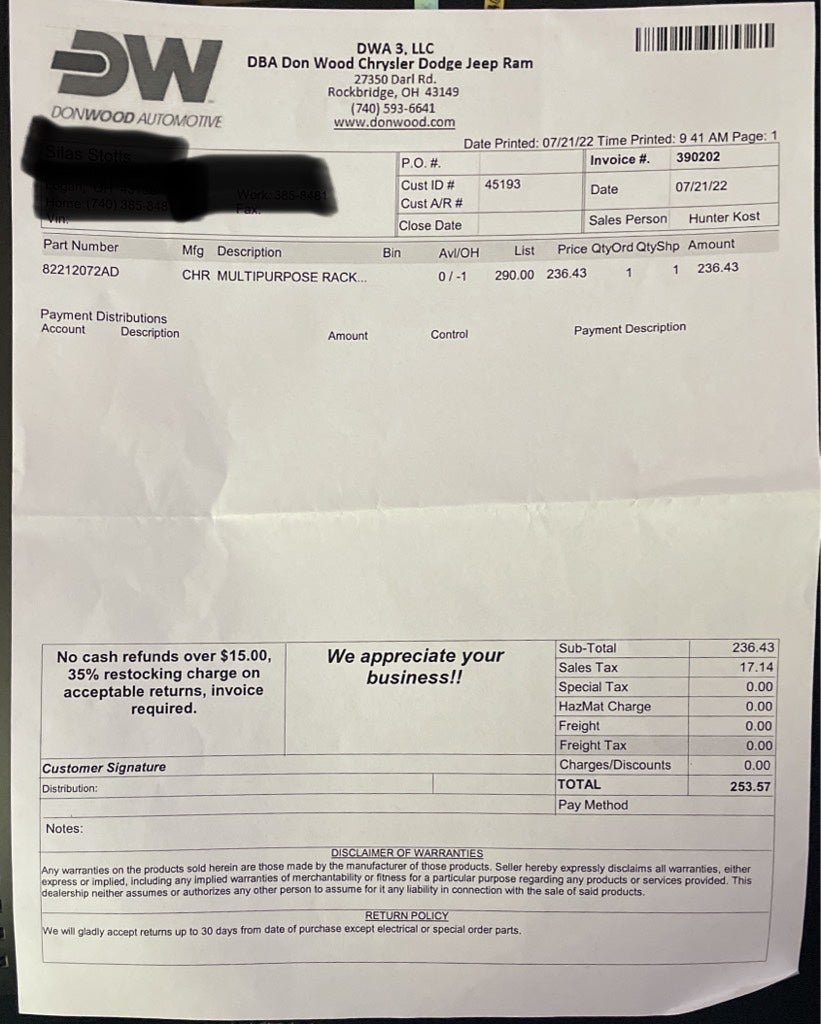 DW
DONWOOD AUTOMOTIVE
DWA 3, LLC
DBA Don Wood Chrysler Dodge Jeep Ram
27350 Darl Rd.
Rockbridge, OH 43149
(740) 593-6641
www.donwood.com
Date Printed: 07/21/22 Time Printed: 9 41 AM Page: 1
Vin:
P.O. #.
Cust ID # 45193
Cust A/R #
Close Date
Invoice #. 390202
Date 07/21/22
Sales Person Hunter Kost
Part Number Mfg Description Bin Avl/OH List Price QtyOrd QtyShp Amount
82212072AD CHR MULTIPURPOSE RACK... 0 / -1 290.00 236.43 1 1 236.43
Payment Distributions
Account Description Amount Control Payment Description
No cash refunds over $15.00,
35% restocking charge on
acceptable returns, invoice
required.
We appreciate your
business!!
Sub-Total 236.43
Sales Tax 17.14
Special Tax 0.00
HazMat Charge 0.00
Freight 0.00
Freight Tax 0.00
Charges/Discounts 0.00
TOTAL 253.57
Pay Method
Customer Signature
Distribution:
Notes:
DISCLAIMER OF WARRANTIES
Any warranties on the products sold herein are those made by the manufacturer of those products. Seller hereby expressly disclaims all warranties, either
express or implied, including any implied warranties of merchantability or fitness for a particular purpose regarding any products or services provided. This
dealership neither assumes or authorizes any other person to assume for it any liability in connection with the sale of said products.
RETURN POLICY
We will gladly accept returns up to 30 days from date of purchase except electrical or special order parts.